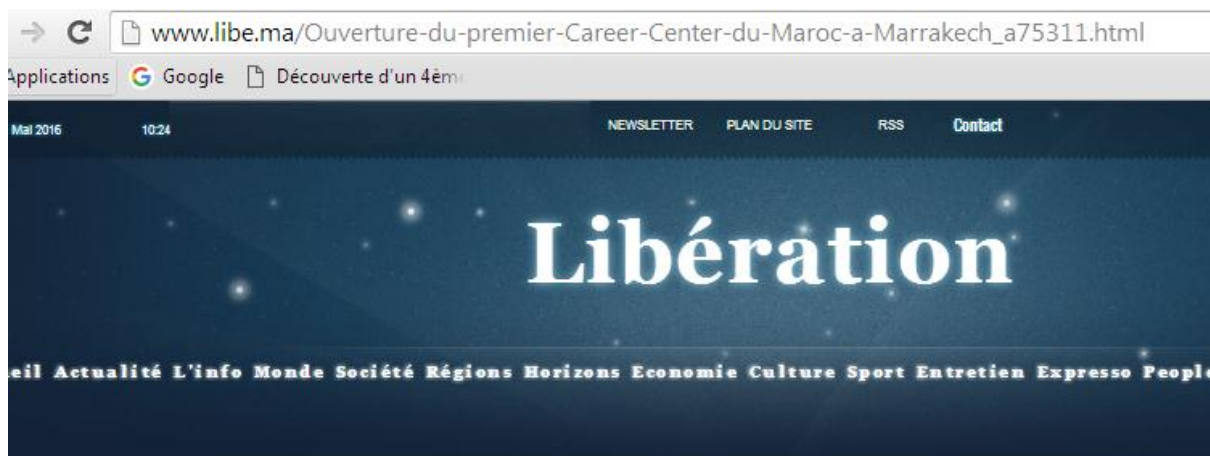 www.libe.ma/Ouverture-du-premier-Career-Center-du-Maroc-a-Marrakech_a75311.html
Applications Google Découverte d'un 4èm
Mai 2016 10:24 NEWSLETTER PLAN DU SITE RSS Contact
Libération
eil Actualité L'info Monde Société Régions Horizons Economie Culture Sport Entretien Expresso People